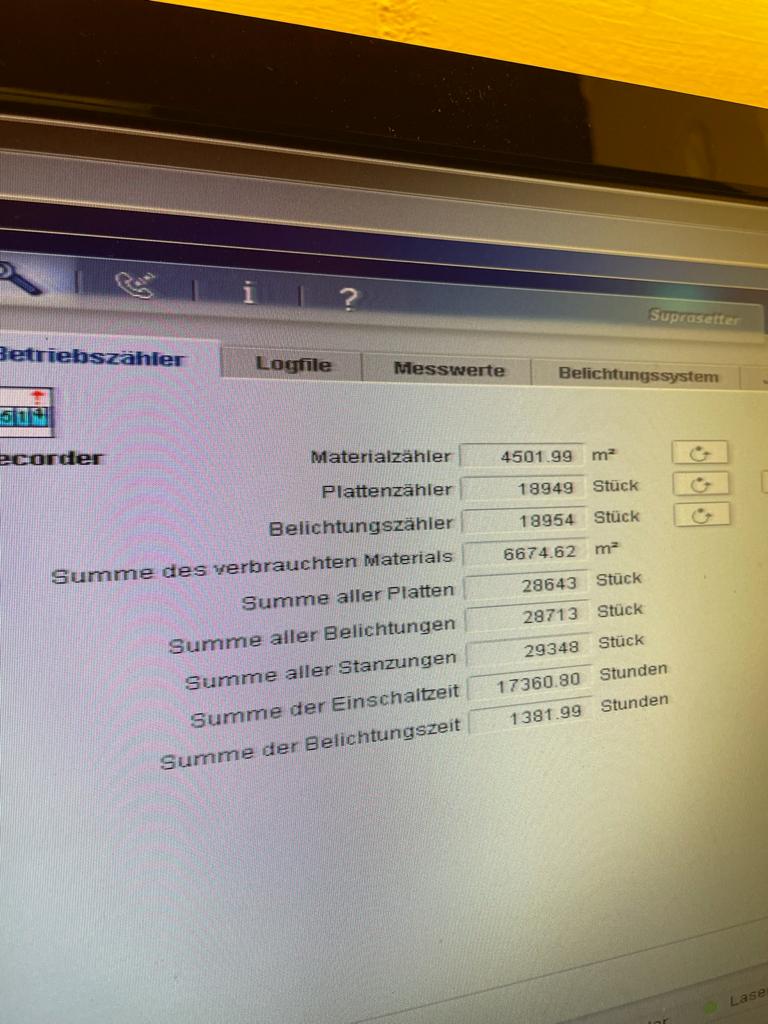 i ?
Suprasetter
Betriebszähler Logfile Messwerte Belichtungssystem
514
ecorder
Materialzähler 4501.99 m²
Plattenzähler 18949 Stück
Belichtungszähler 18954 Stück
Summe des verbrauchten Materials 6674.62 m²
Summe aller Platten 28643 Stück
Summe aller Belichtungen 28713 Stück
Summe aller Stanzungen 29348 Stück
Summe der Einschaltzeit 17360.80 Stunden
Summe der Belichtungszeit 1381.99 Stunden
Lase